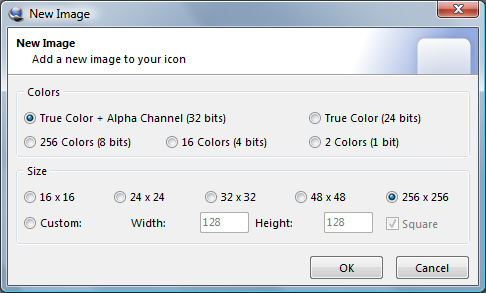 New Image
New Image
Add a new image to your icon
Colors
True Color + Alpha Channel (32 bits) True Color (24 bits)
256 Colors (8 bits) 16 Colors (4 bits) 2 Colors (1 bit)
Size
16 x 16 24 x 24 32 x 32 48 x 48 256 x 256
Custom: Width: 128 Height: 128 Square
OK Cancel